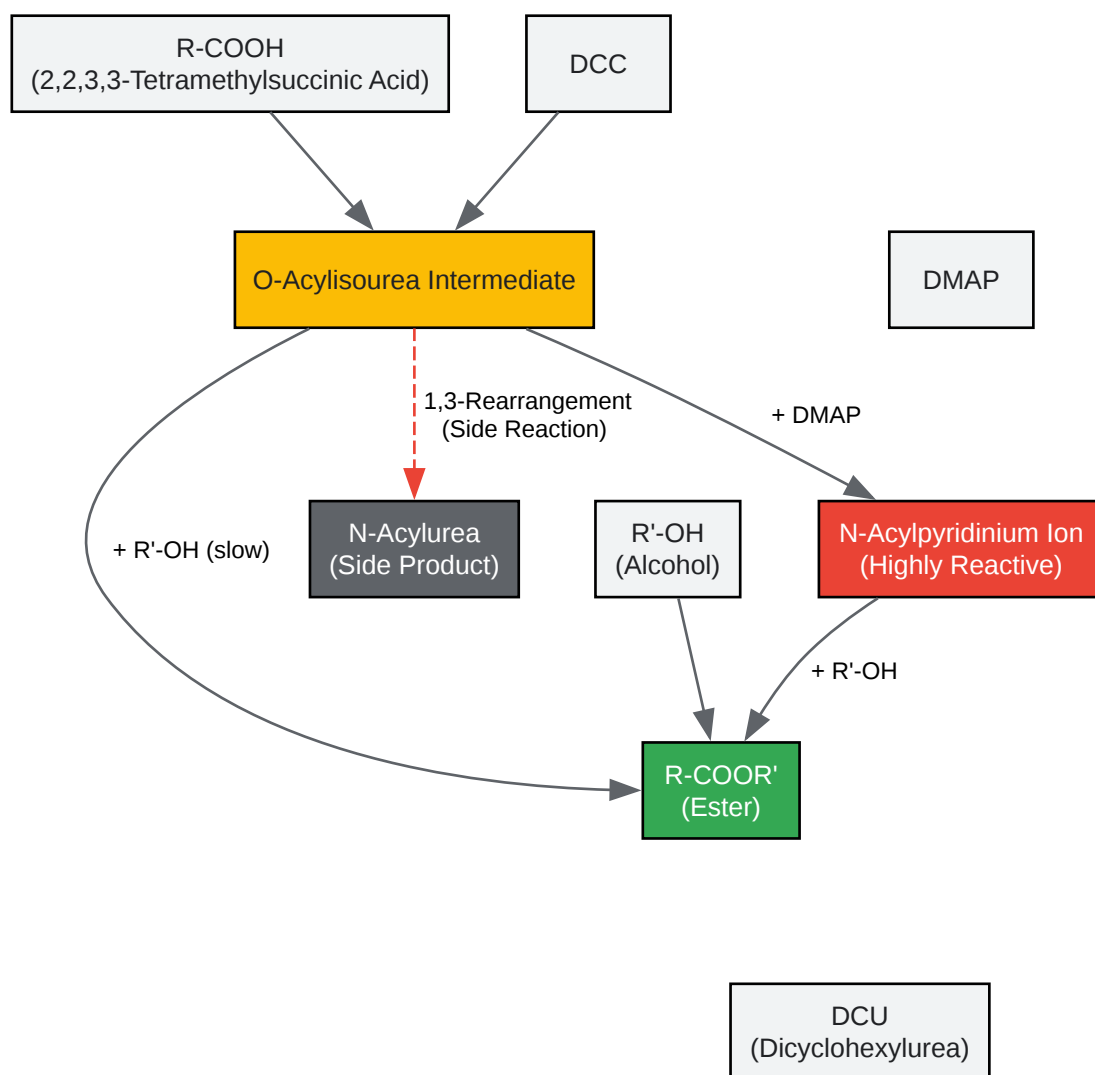 R-COOH
(2,2,3,3-Tetramethylsuccinic Acid)
DCC
O-Acylisourea Intermediate
DMAP
1,3-Rearrangement
(Side Reaction)
+ DMAP
+ R'-OH (slow)
N-Acylurea
(Side Product)
R'-OH
(Alcohol)
N-Acylpyridinium Ion
(Highly Reactive)
+ R'-OH
R-COOR'
(Ester)
DCU
(Dicyclohexylurea)